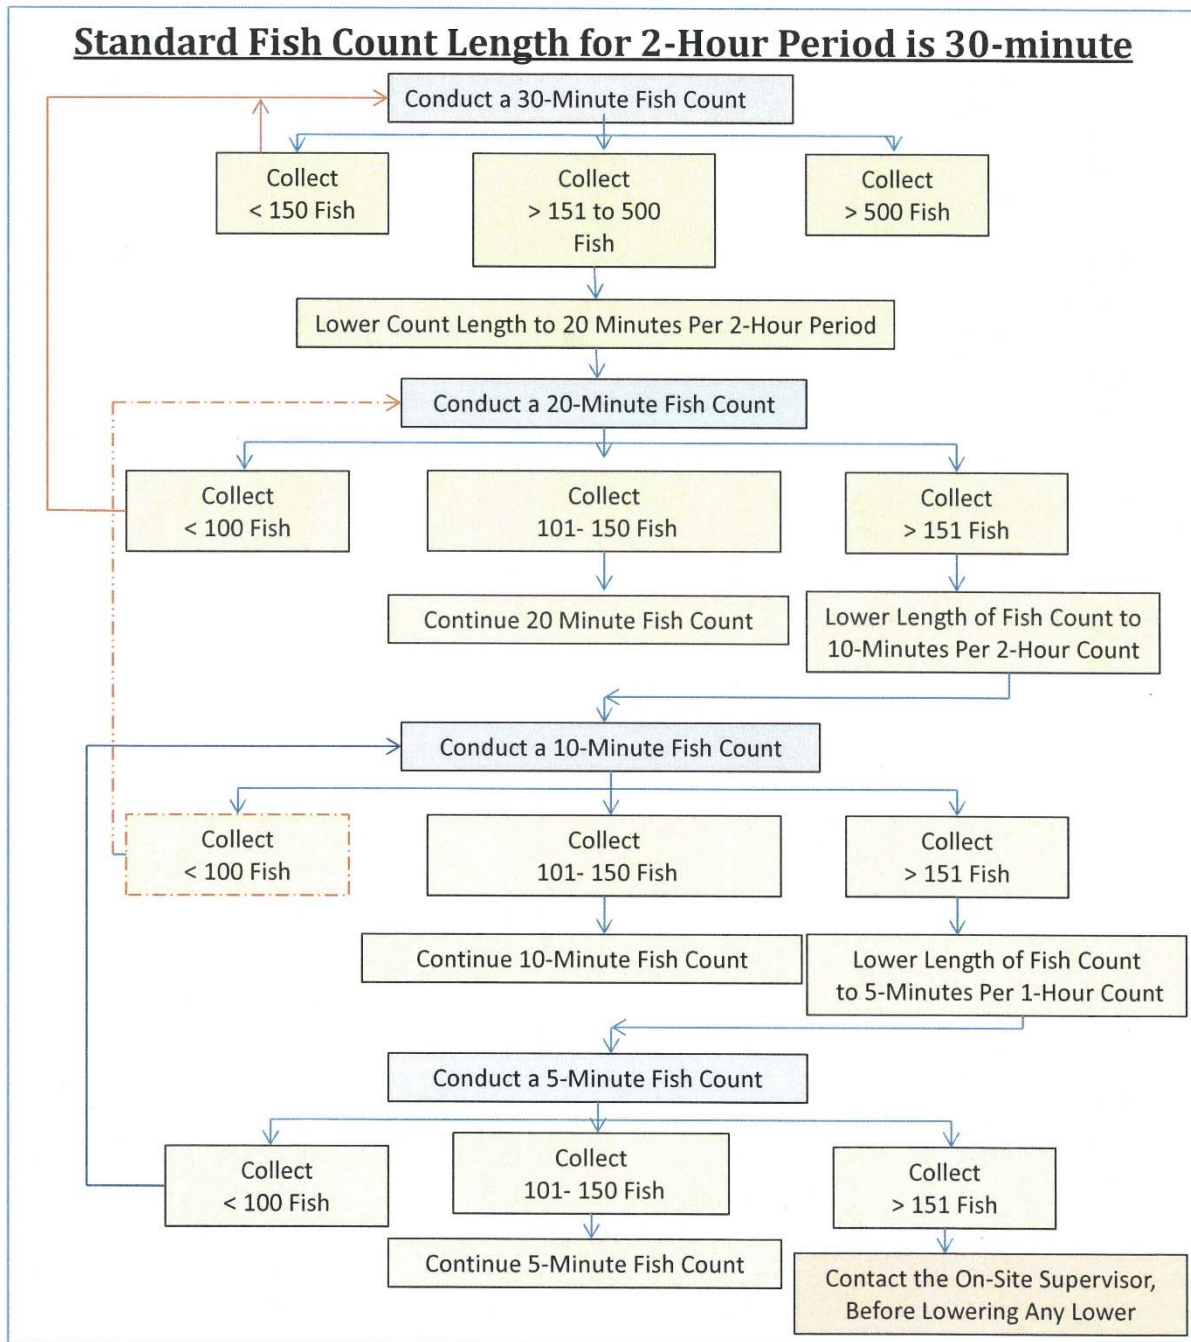 Standard Fish Count Length for 2-Hour Period is 30-minute
Conduct a 30-Minute Fish Count
Collect
< 150 Fish
Collect
> 151 to 500
Fish
Collect
> 500 Fish
Lower Count Length to 20 Minutes Per 2-Hour Period
Conduct a 20-Minute Fish Count
Collect
< 100 Fish
Collect
101- 150 Fish
Collect
> 151 Fish
Continue 20 Minute Fish Count
Lower Length of Fish Count to
10-Minutes Per 2-Hour Count
Conduct a 10-Minute Fish Count
Collect
< 100 Fish
Collect
101- 150 Fish
Collect
> 151 Fish
Continue 10-Minute Fish Count
Lower Length of Fish Count
to 5-Minutes Per 1-Hour Count
Conduct a 5-Minute Fish Count
Collect
< 100 Fish
Collect
101- 150 Fish
Collect
> 151 Fish
Continue 5-Minute Fish Count
Contact the On-Site Supervisor,
Before Lowering Any Lower